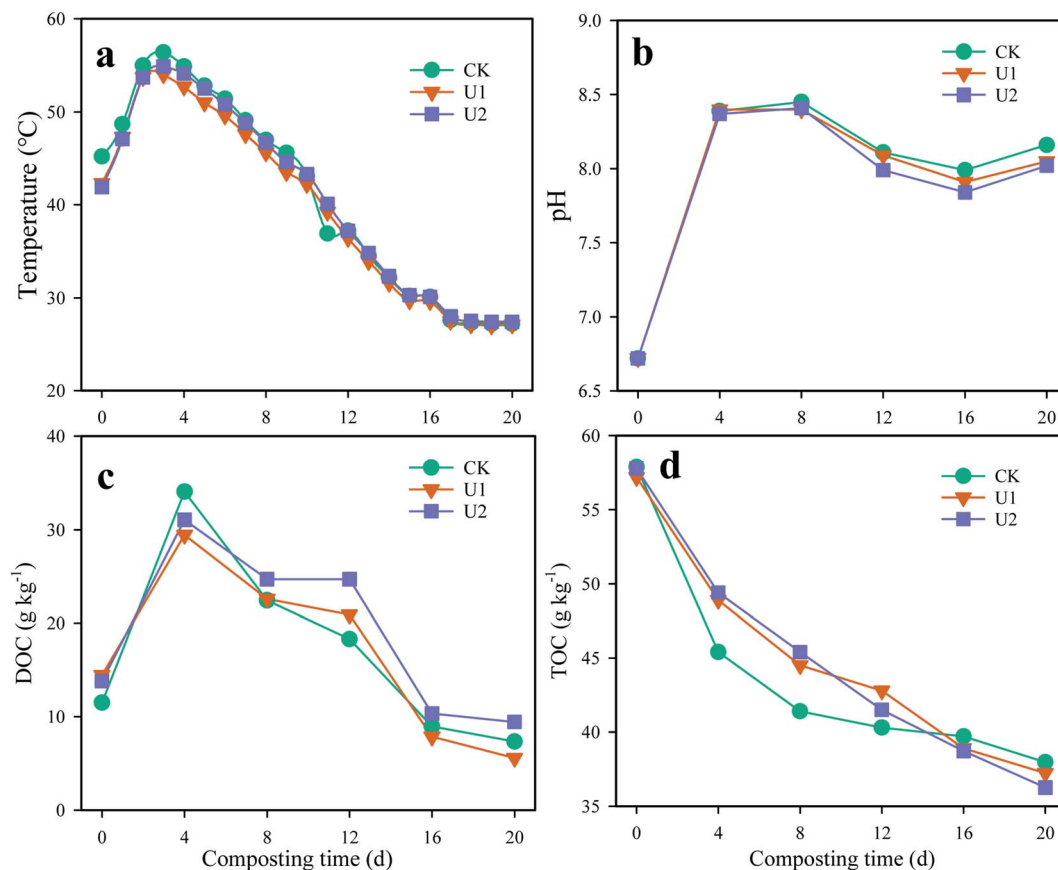 a
CK
U1
U2
Temperature (°C)
60
50
40
30
20
0 4 8 12 16 20
b
CK
U1
U2
pH
9.0
8.5
8.0
7.5
7.0
6.5
0 4 8 12 16 20
c
CK
U1
U2
DOC (g kg⁻¹)
40
30
20
10
0
0 4 8 12 16 20
Composting time (d)
d
CK
U1
U2
TOC (g kg⁻¹)
60
55
50
45
40
35
0 4 8 12 16 20
Composting time (d)